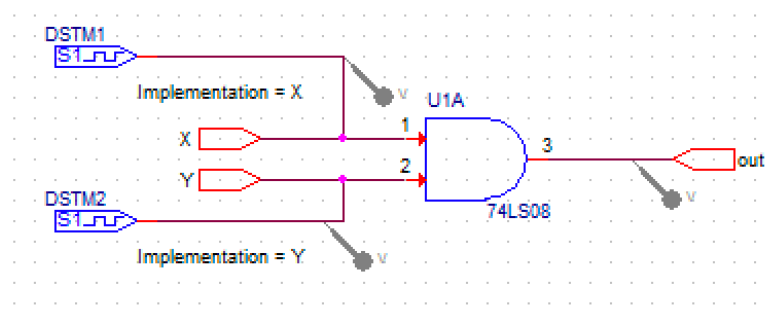 DSTM1
S1
Implementation = X
V
U1A
X
1
3
Y
2
out
DSTM2
S1
74LS08
V
Implementation = Y
V